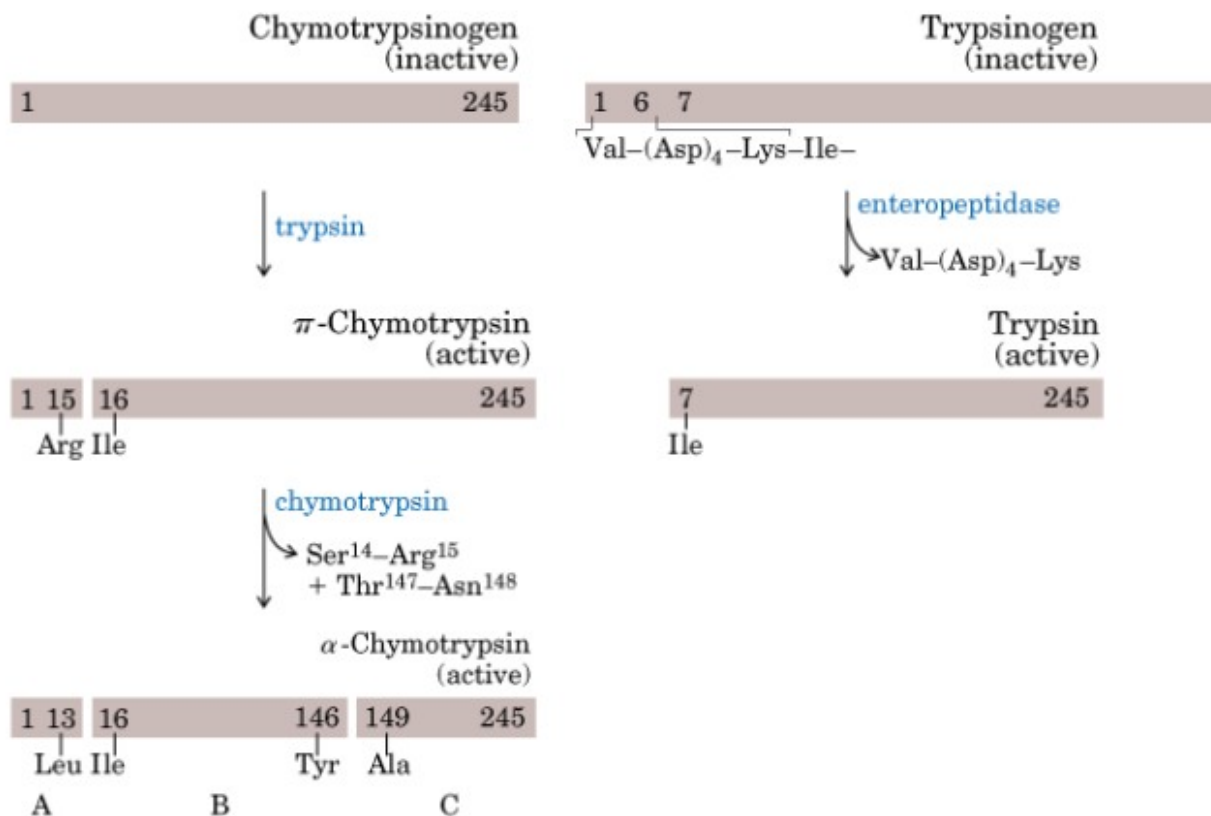 Chymotrypsinogen
(inactive)
1 245
trypsin
π-Chymotrypsin
(active)
1 15 16 245
Arg Ile
chymotrypsin
Ser¹⁴–Arg¹⁵
+ Thr¹⁴⁷–Asn¹⁴⁸
α-Chymotrypsin
(active)
1 13 16 146 149 245
Leu Ile Tyr Ala
A B C
Trypsinogen
(inactive)
1 6 7
Val–(Asp)₄–Lys–Ile–
enteropeptidase
Val–(Asp)₄–Lys
Trypsin
(active)
7 245
Ile